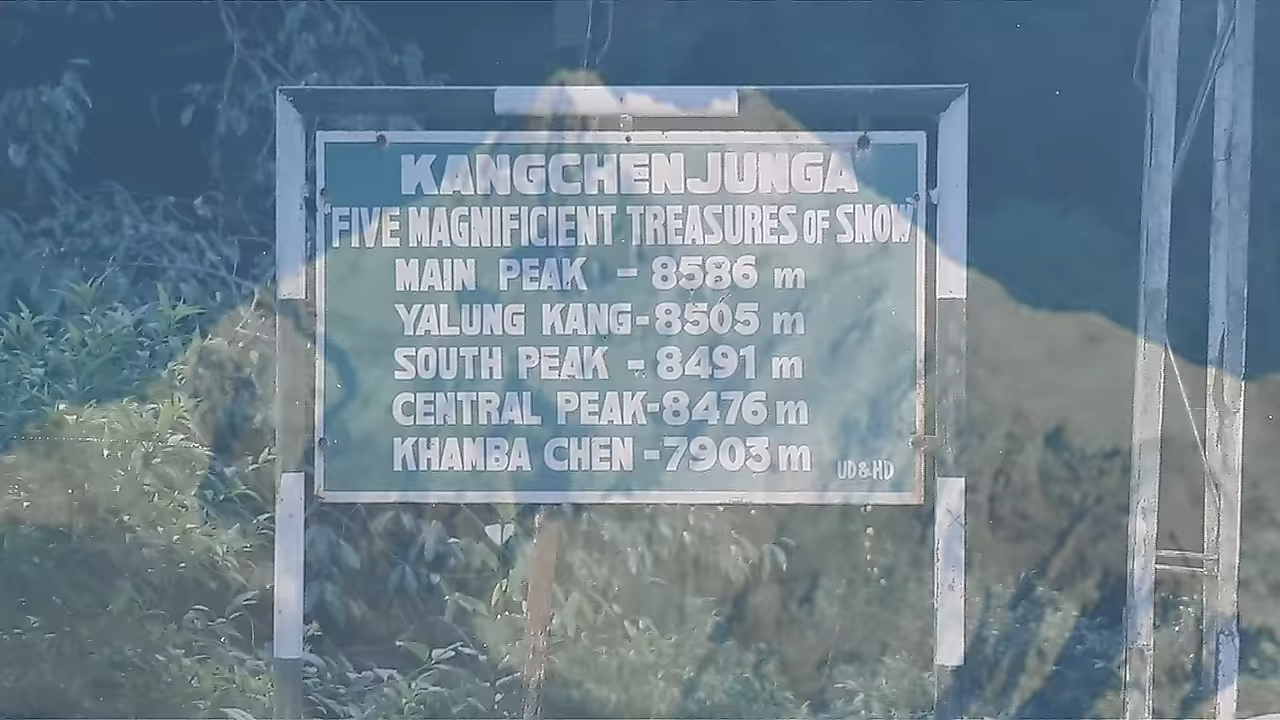 KANGCHENJUNGA
"FIVE MAGNIFICIENT TREASURES OF SNOW"
MAIN PEAK - 8586 m
YALUNG KANG-8505 m
SOUTH PEAK - 8491 m
CENTRAL PEAK-8476 m
KHAMBA CHEN -7903 m
UD&HD